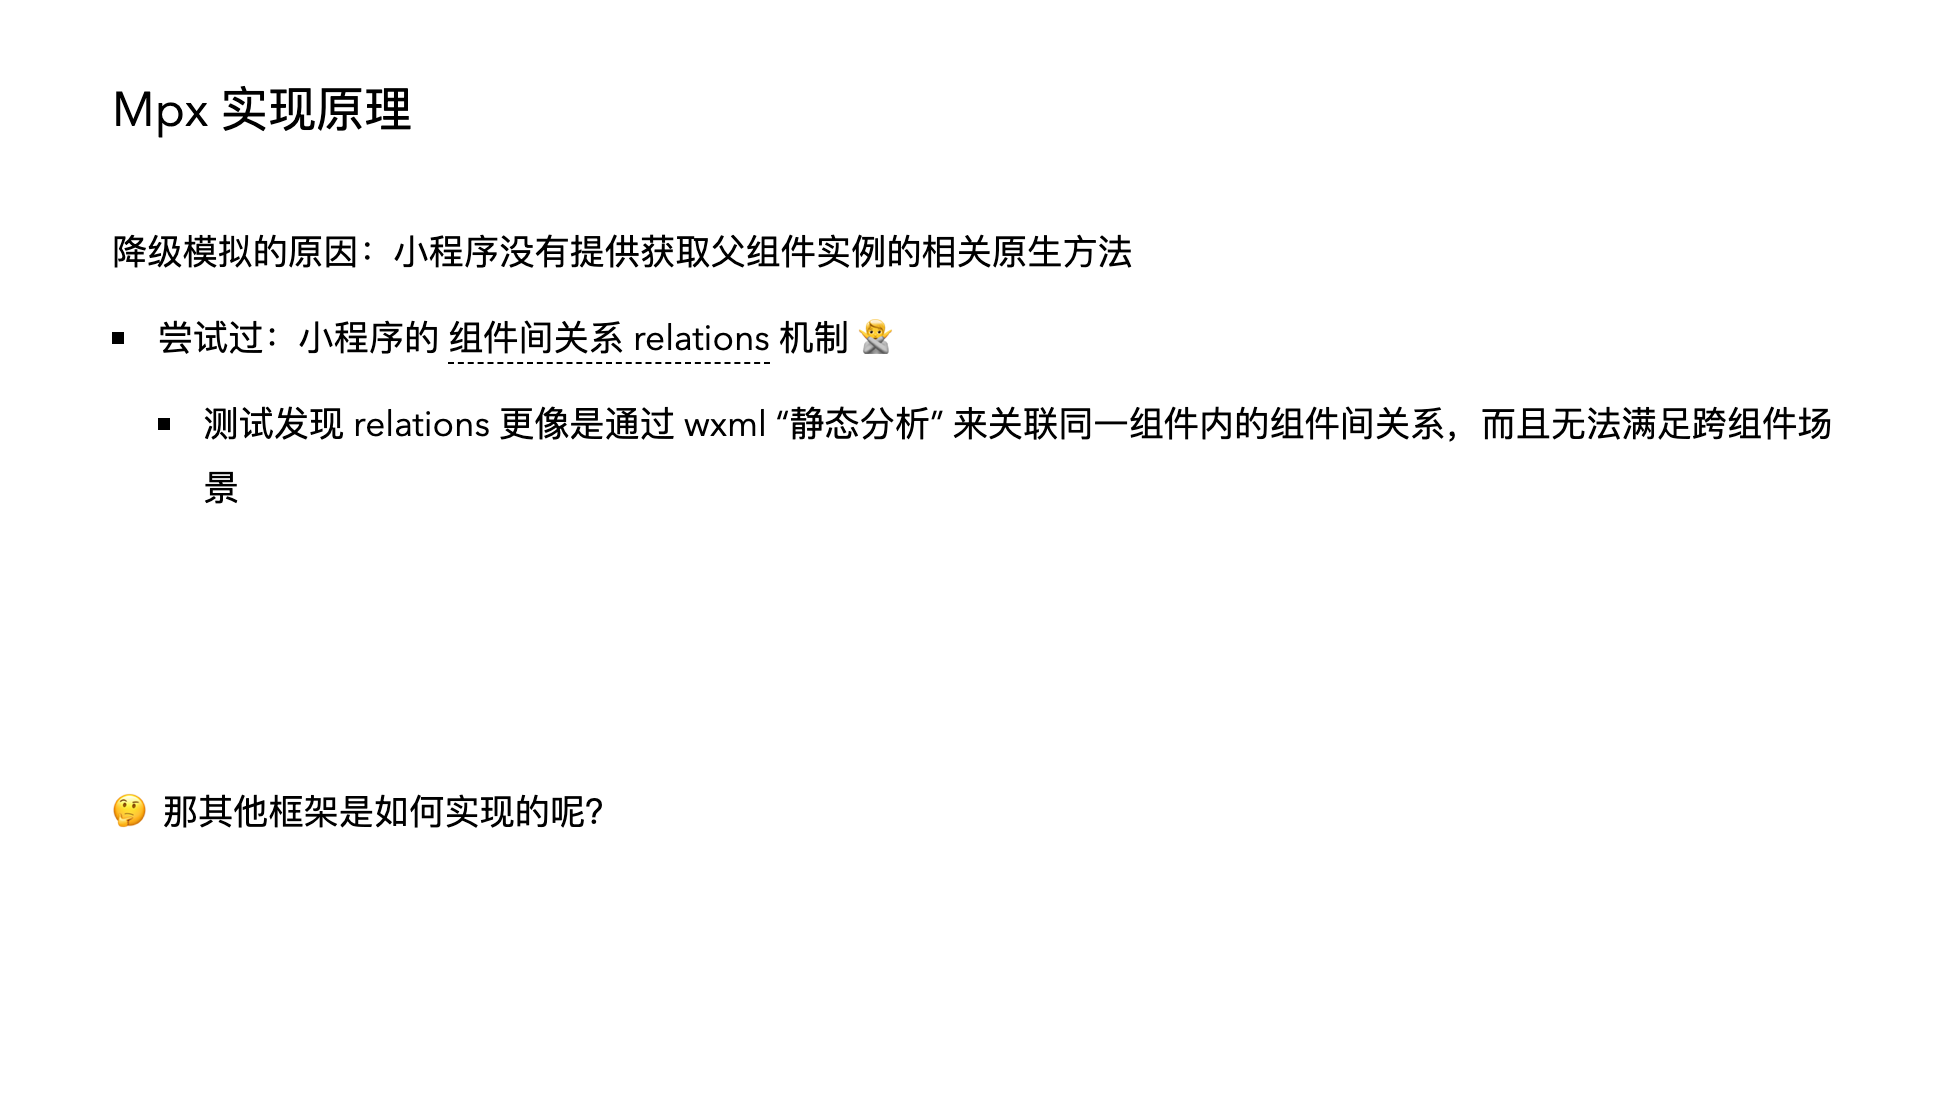 Mpx 实现原理
降级模拟的原因：小程序没有提供获取父组件实例的相关原生方法
尝试过：小程序的 组件间关系 relations 机制 🙅
测试发现 relations 更像是通过 wxml “静态分析” 来关联同一组件内的组件间关系，而且无法满足跨组件场
景
🤔 那其他框架是如何实现的呢？